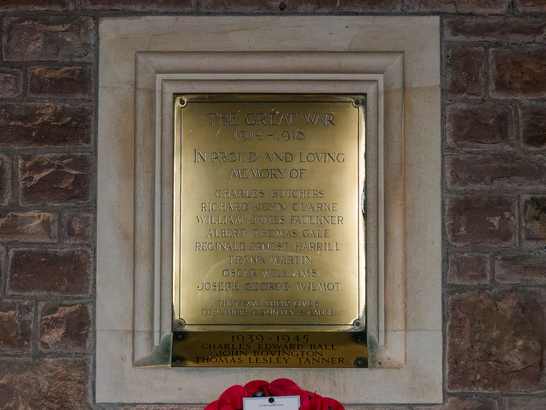 THE GREAT WAR
1914-1918
IN PROUD AND LOVING
MEMORY OF
CHARLES BUTCHERS
RICHARD JOHN CLARKE
WILLIAM JAMES FAULKNER
ALBERT THOMAS GALE
REGINALD ERNEST HARRILL
FRANK MARTIN
OSCAR WILLIAMS
JOSEPH GEORGE WILMOT
THEY GAVE THEIR LIVES
FOR THEIR COUNTRY'S CAUSE
1939-1945
CHARLES EDWARD BALL
JOHN BOVINGTON
THOMAS LESLEY TANNER